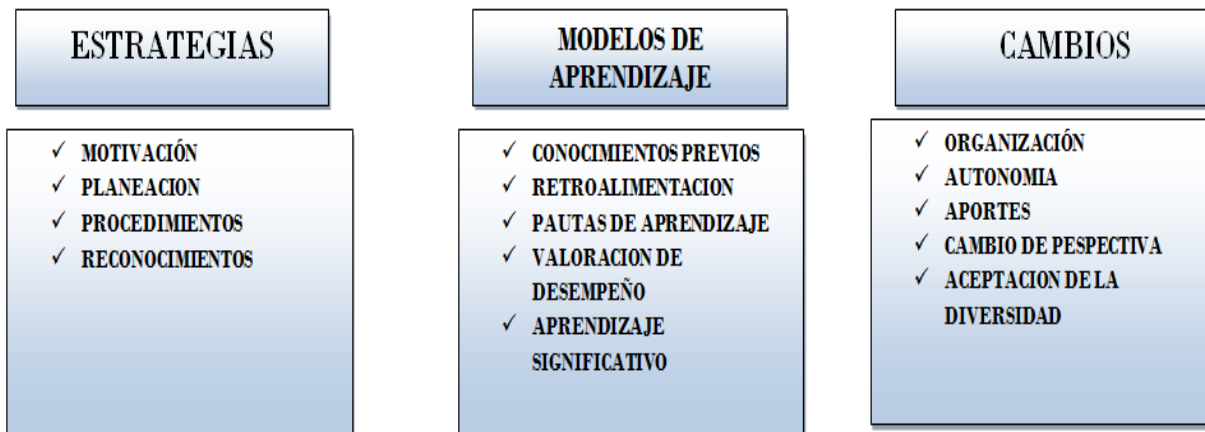 ESTRATEGIAS
✓ MOTIVACIÓN
✓ PLANEACION
✓ PROCEDIMIENTOS
✓ RECONOCIMIENTOS
MODELOS DE
APRENDIZAJE
✓ CONOCIMIENTOS PREVIOS
✓ RETROALIMENTACION
✓ PAUTAS DE APRENDIZAJE
✓ VALORACION DE
DESEMPEÑO
✓ APRENDIZAJE
SIGNIFICATIVO
CAMBIOS
✓ ORGANIZACIÓN
✓ AUTONOMIA
✓ APORTES
✓ CAMBIO DE PESPECTIVA
✓ ACEPTACION DE LA
DIVERSIDAD